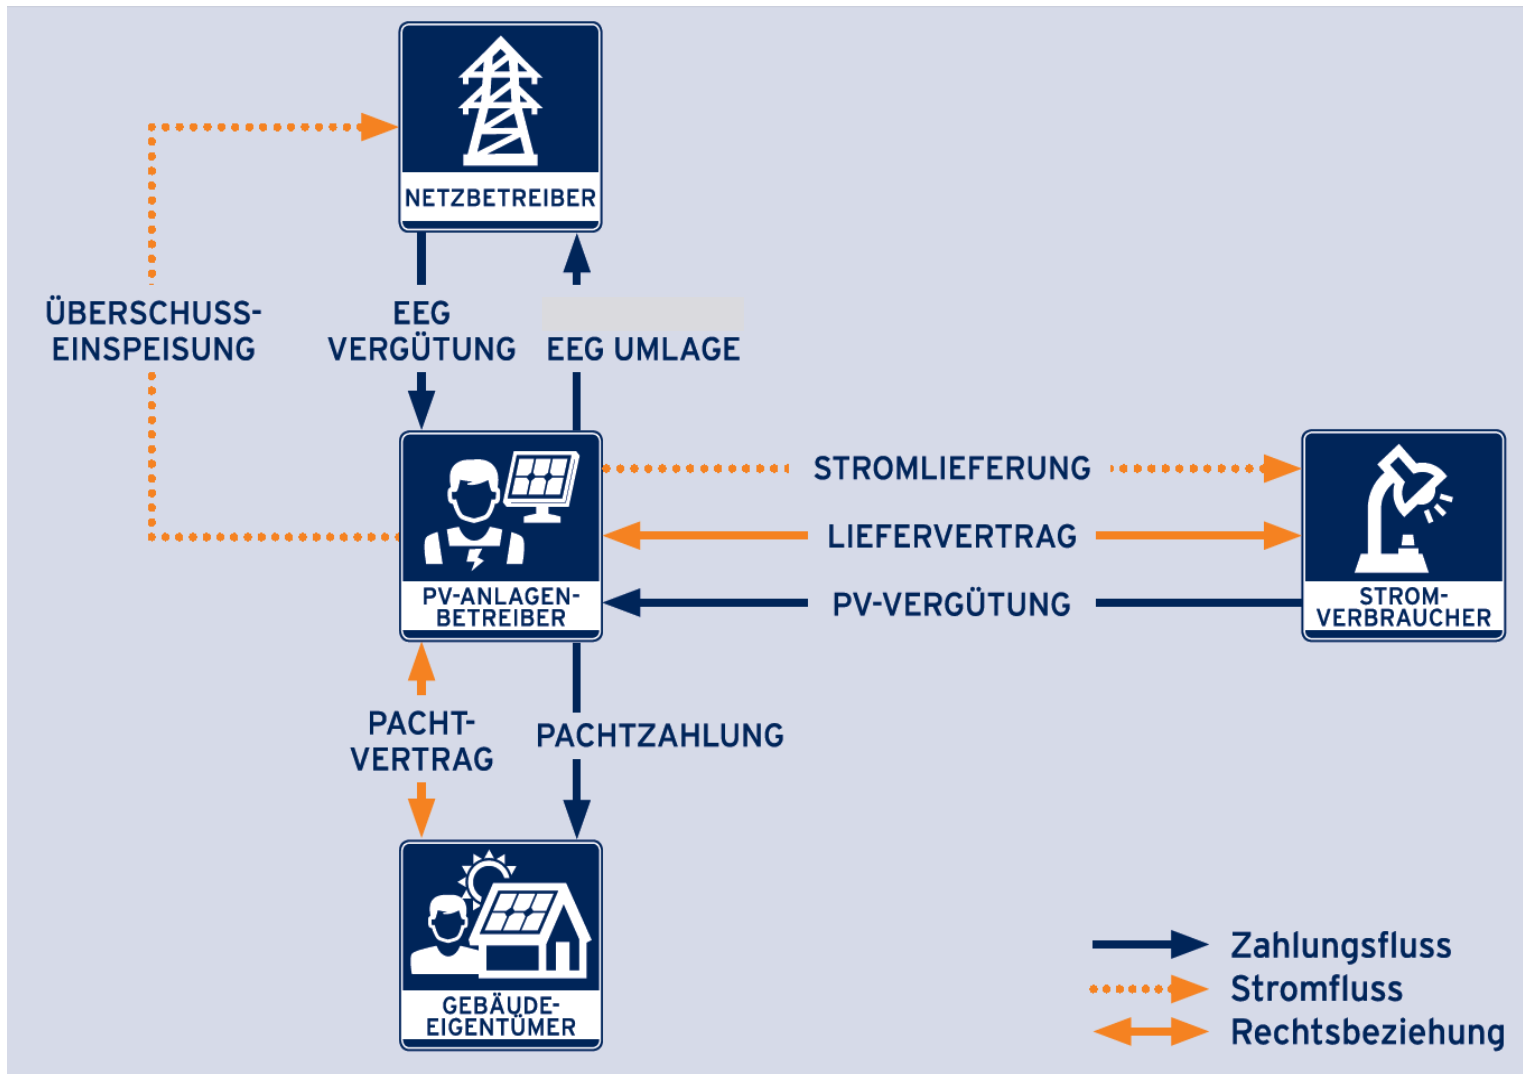 NETZBETREIBER
ÜBERSCHUSS-
EINSPEISUNG
EEG
VERGÜTUNG
EEG UMLAGE
STROMLIEFERUNG
LIEFERVERTRAG
PV-VERGÜTUNG
PV-ANLAGEN-
BETREIBER
STROM-
VERBRAUCHER
PACHT-
VERTRAG
PACHTZAHLUNG
GEBÄUDE-
EIGENTÜMER
Zahlungsfluss
Stromfluss
Rechtsbeziehung